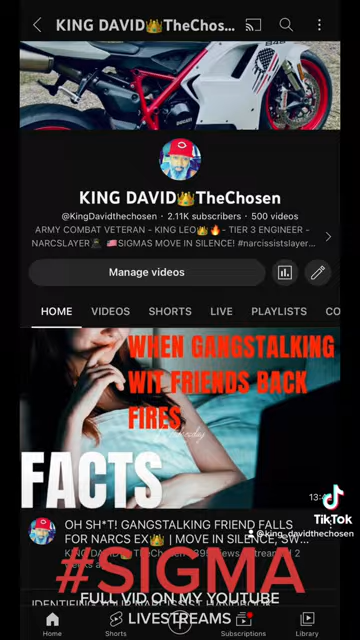 KING DAVID👑TheChos...
KING DAVID👑TheChosen
@KingDavidthechosen · 2.11K subscribers · 500 videos
ARMY COMBAT VETERAN - KING LEO👑🔥 - TIER 3 ENGINEER -
NARCSLAYER🥷 🇺🇸SIGMAS MOVE IN SILENCE! #narcissistslayer...
Manage videos
HOME VIDEOS SHORTS LIVE PLAYLISTS CO
WHEN GANGSTALKING
WIT FRIENDS BACK
FIRES
FACTS
TikTok
@king_davidthechosen
OH SH*T! GANGSTALKING FRIEND FALLS
FOR NARCS EX👑 | MOVE IN SILENCE, SW...
#SIGMA
FULL VID ON MY YOUTUBE
LIVESTREAMS
Home Shorts Subscriptions Library